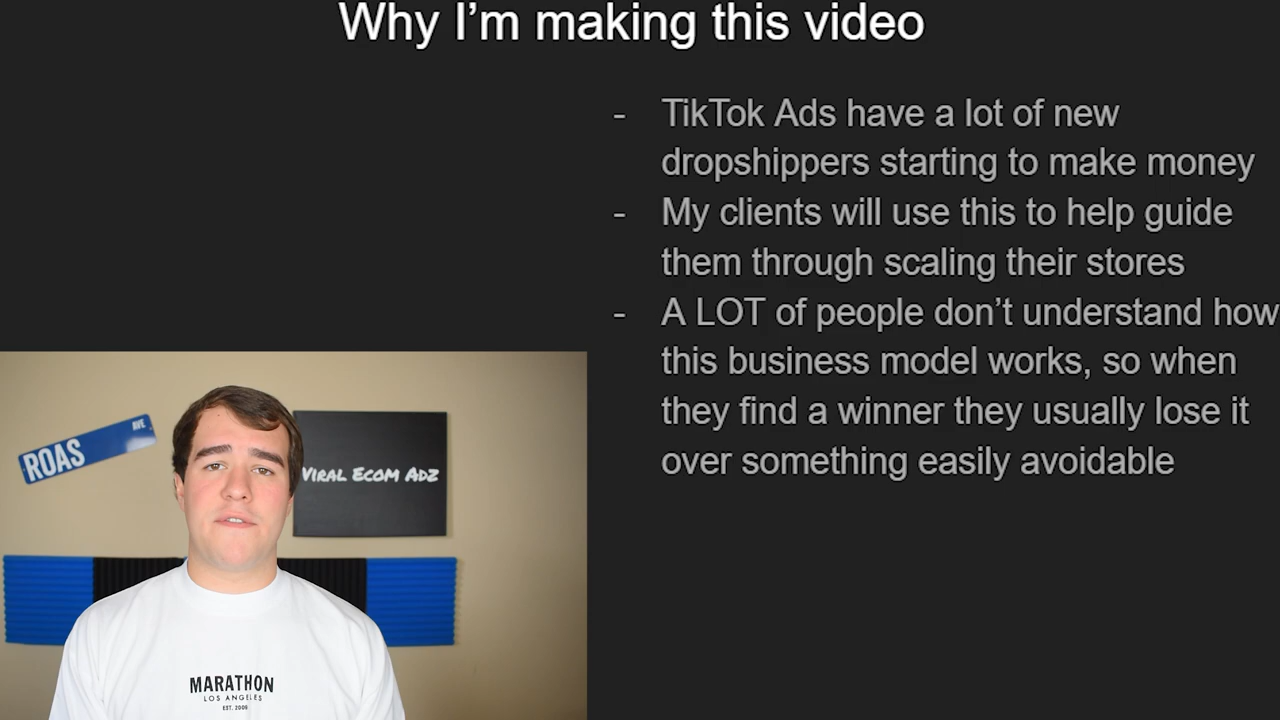 Why I’m making this video
- TikTok Ads have a lot of new
dropshippers starting to make money
- My clients will use this to help guide
them through scaling their stores
- A LOT of people don’t understand how
this business model works, so when
they find a winner they usually lose it
over something easily avoidable
ROAS AVE
VIRAL ECOM ADZ
MARATHON
LOS ANGELES
EST. 2006